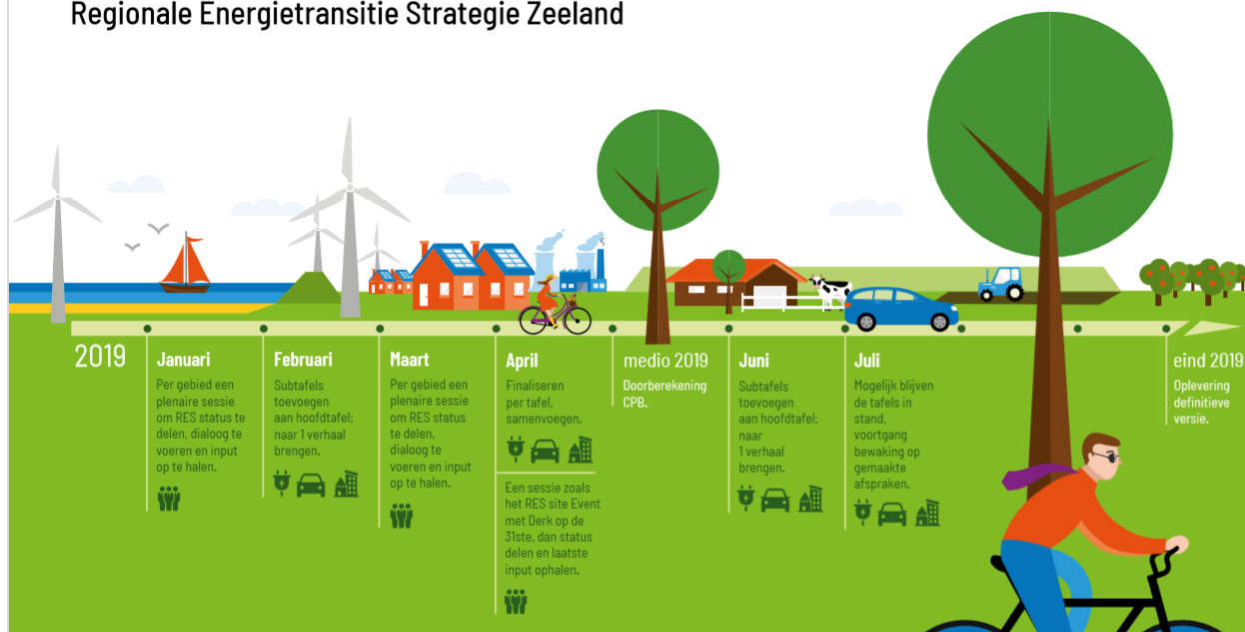 Regionale Energietransitie Strategie Zeeland
2019
Januari
Per gebied een
plenaire sessie
om RES status te
delen, dialoog te
voeren en input
op te halen.
Februari
Subtafels
toevoegen
aan hoofdtafel;
naar 1 verhaal
brengen.
Maart
Per gebied een
plenaire sessie
om RES status
te delen,
dialoog te
voeren en input
op te halen.
April
Finaliseren
per tafel,
samenvoegen.
Een sessie zoals
het RES site Event
met Derk op de
31ste, dan status
delen en laatste
input ophalen.
medio 2019
Doorberekening
CPB.
Juni
Subtafels
toevoegen
aan hoofdtafel;
naar
1 verhaal
brengen.
Juli
Mogelijk blijven
de tafels in
stand,
voortgang
bewaking op
gemaakte
afspraken.
eind 2019
Oplevering
definitieve
versie.